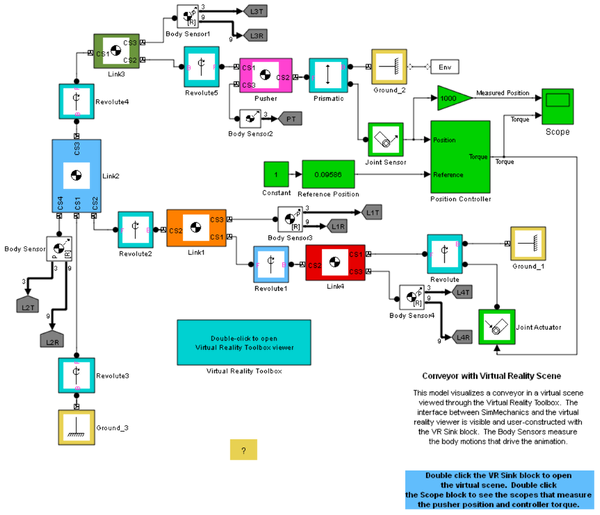 Body Sensor1
3
L3T
9
L3R
[R]
CS1
CS3
CS2
Link3
Revolute4
Revolute5
CS1
CS3
CS2
Pusher
Body Sensor2
PT
Prismatic
Ground_2
Env
1000
Measured Position
Scope
Joint Sensor
Position
Reference
Torque
Torque
Position Controller
1
Constant
0.09586
Reference Position
CS3
Link2
CS4
CS1
CS2
Body Sensor
P
[R]
3
9
L2T
L2R
Revolute2
CS2
CS3
CS1
Link1
Body Sensor3
[R]
3
L1T
9
L1R
Revolute1
CS2
CS1
CS3
Link4
Revolute
Ground_1
Body Sensor4
[R]
3
L4T
9
L4R
Joint Actuator
Revolute3
Ground_3
Double-click to open
Virtual Reality Toolbox viewer
Virtual Reality Toolbox
?
Conveyor with Virtual Reality Scene
This model visualizes a conveyor in a virtual scene
viewed through the Virtual Reality Toolbox. The
interface between SimMechanics and the virtual
reality viewer is visible and user-constructed with
the VR Sink block. The Body Sensors measure
the body motions that drive the animation.
Double click the VR Sink block to open
the virtual scene. Double click
the Scope block to see the scopes that measure
the pusher position and controller torque.